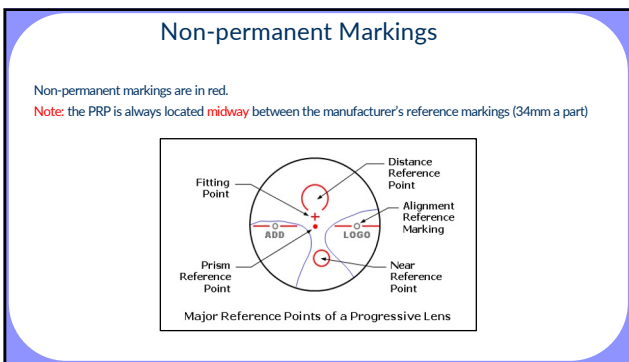 Non-permanent Markings
Non-permanent markings are in red.
Note: the PRP is always located midway between the manufacturer's reference markings (34mm a part)
Distance
Reference
Point
Fitting
Point
Alignment
Reference
Marking
ADD
LOGO
Prism
Reference
Point
Near
Reference
Point
Major Reference Points of a Progressive Lens